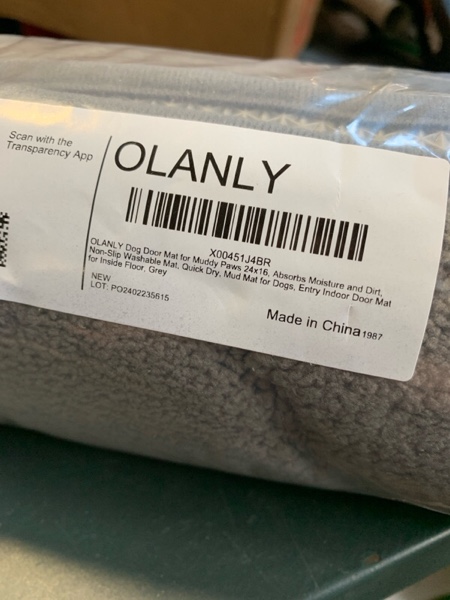 Scan with the
Transparency App
OLANLY
X00451J4BR
OLANLY Dog Door Mat for Muddy Paws 24x16, Absorbs Moisture and Dirt,
Non-Slip Washable Mat, Quick Dry, Mud Mat for Dogs, Entry Indoor Door Mat
for Inside Floor, Grey
NEW
LOT: PO2402235615
Made in China 1987